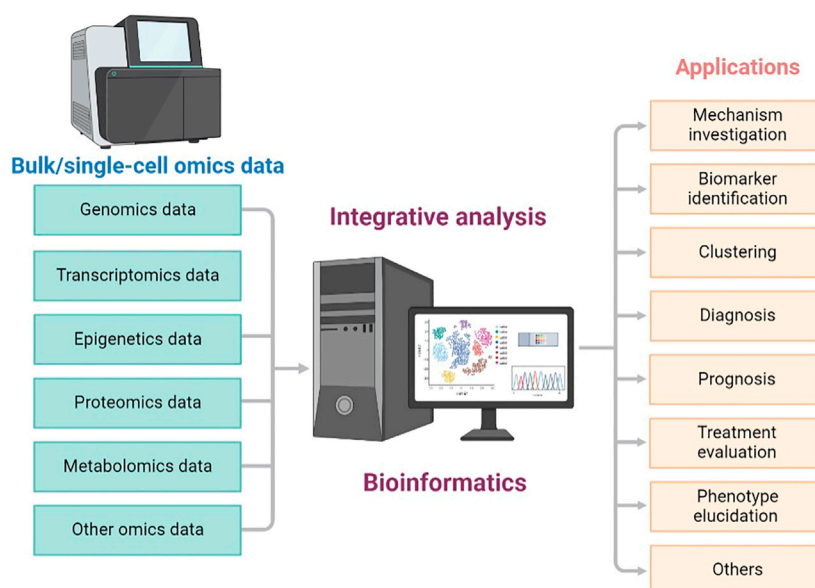 Bulk/single-cell omics data
Genomics data
Transcriptomics data
Epigenetics data
Proteomics data
Metabolomics data
Other omics data
Integrative analysis
Bioinformatics
Applications
Mechanism
investigation
Biomarker
identification
Clustering
Diagnosis
Prognosis
Treatment
evaluation
Phenotype
elucidation
Others